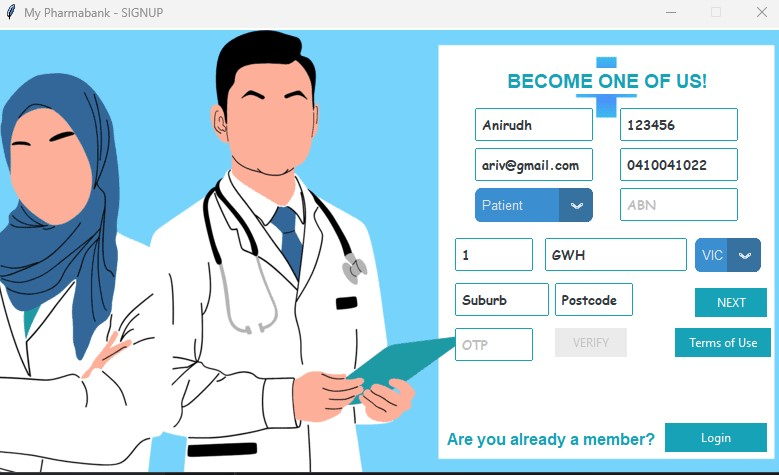 My Pharmabank - SIGNUP
BECOME ONE OF US!
Anirudh 123456
ariv@gmail.com 0410041022
Patient ABN
1 GWH VIC
Suburb Postcode NEXT
OTP VERIFY Terms of Use
Are you already a member? Login